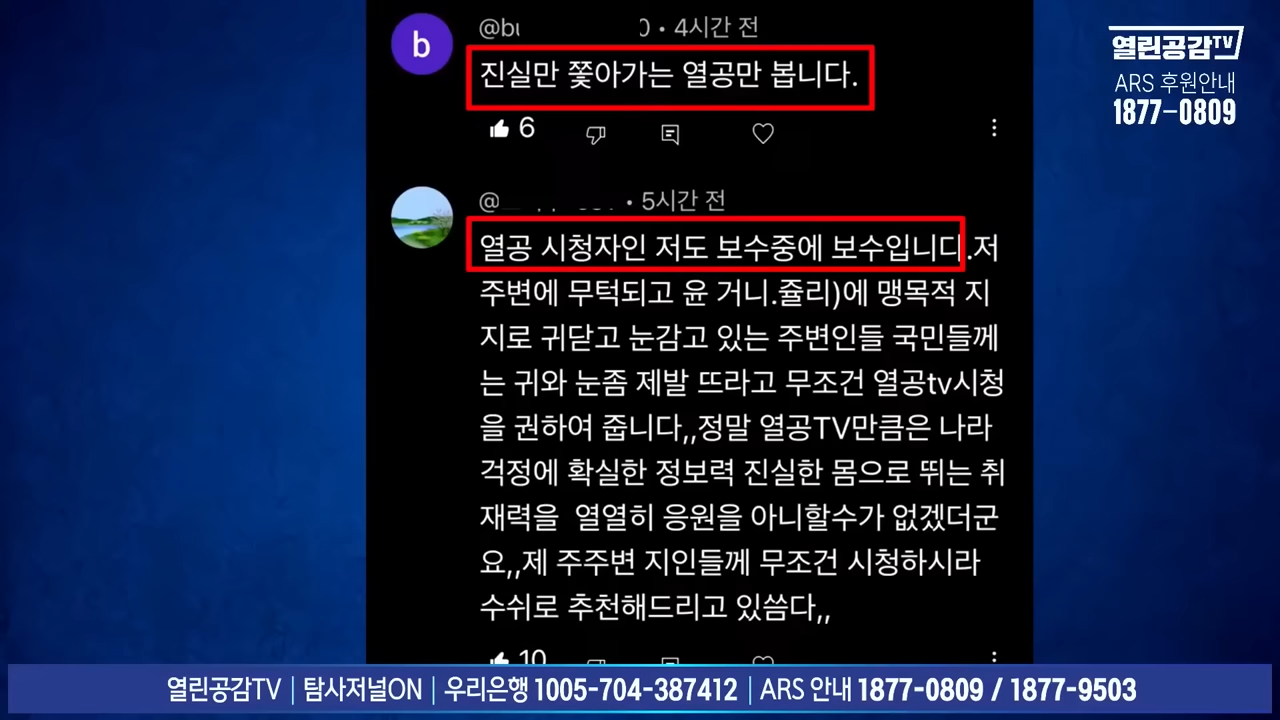 b
@bu 0 • 4시간 전
진실만 쫓아가는 열공만 봅니다.
6
@ • 5시간 전
열공 시청자인 저도 보수중에 보수입니다.저
주변에 무턱되고 윤 거니.쥴리)에 맹목적 지
지로 귀닫고 눈감고 있는 주변인들 국민들께
는 귀와 눈좀 제발 뜨라고 무조건 열공tv시청
을 권하여 줍니다,,정말 열공TV만큼은 나라
걱정에 확실한 정보력 진실한 몸으로 뛰는 취
재력을 열열히 응원을 아니할수가 없겠더군
요,,제 주주변 지인들께 무조건 시청하시라
수쉬로 추천해드리고 있씀다,,
10
열린공감TV
ARS 후원안내
1877-0809
열린공감TV | 탐사저널ON | 우리은행 1005-704-387412 | ARS 안내 1877-0809 / 1877-9503